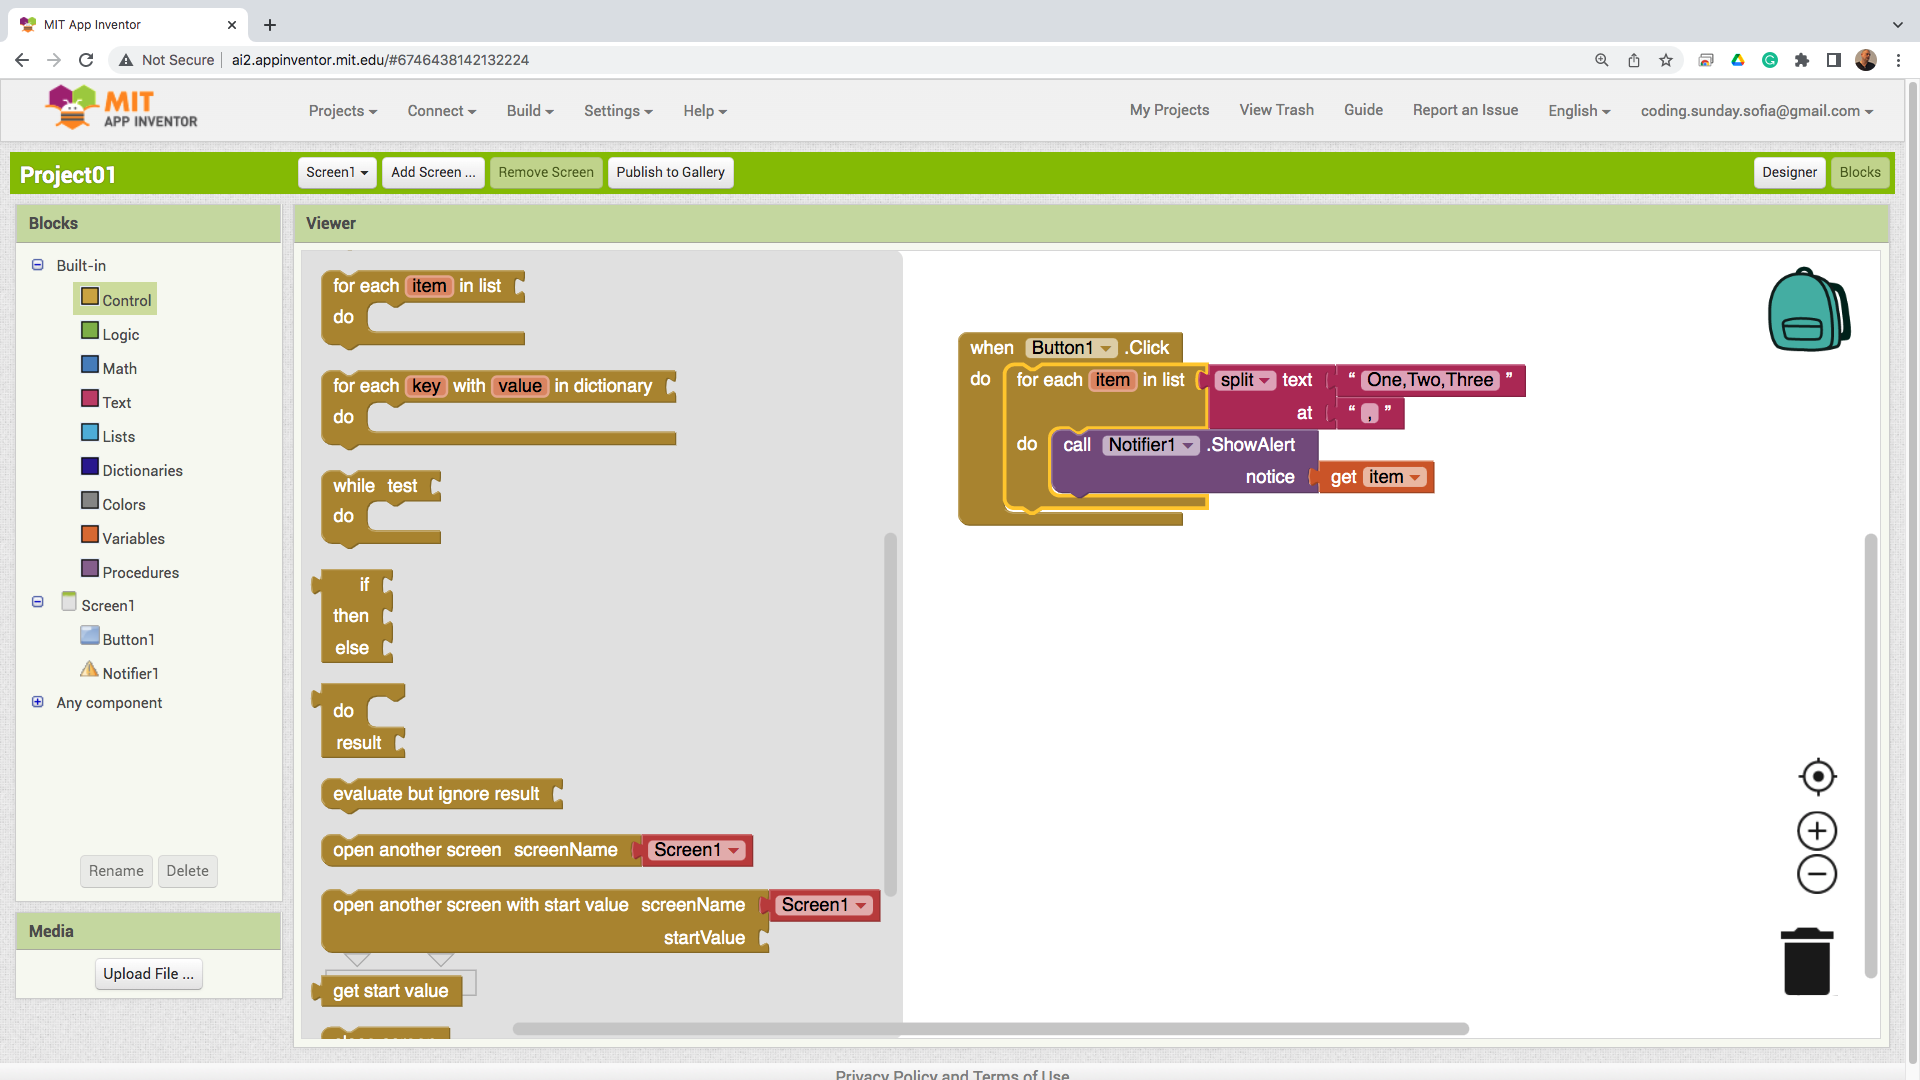 MIT App Inventor
Not Secure
ai2.appinventor.mit.edu/#6746438142132224
MIT
APP INVENTOR
Projects
Connect
Build
Settings
Help
My Projects
View Trash
Guide
Report an Issue
English
coding.sunday.sofia@gmail.com
Project01
Screen1
Add Screen ...
Remove Screen
Publish to Gallery
Designer
Blocks
Blocks
Built-in
Control
Logic
Math
Text
Lists
Dictionaries
Colors
Variables
Procedures
Screen1
Button1
Notifier1
Any component
Rename
Delete
Media
Upload File ...
Viewer
for each item in list
do
for each key with value in dictionary
do
while test
do
if
then
else
do
result
evaluate but ignore result
open another screen screenName Screen1
open another screen with start value screenName Screen1
startValue
get start value
when Button1 .Click
do for each item in list split text “ One,Two,Three ”
at “ , ”
do call Notifier1 .ShowAlert
notice get item
Privacy Policy and Terms of Use